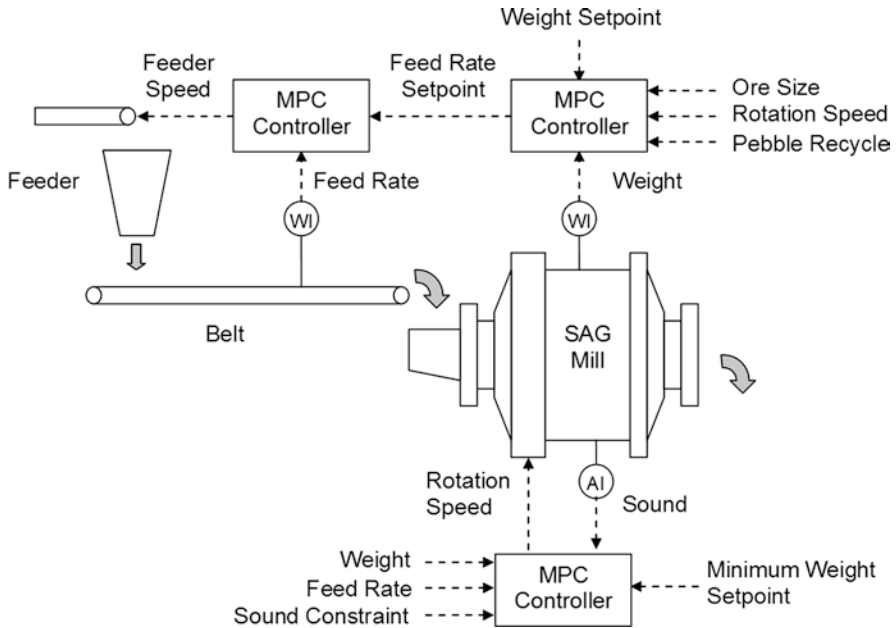 Weight Setpoint
Feeder
Speed
Feed Rate
Setpoint
MPC
Controller
MPC
Controller
Ore Size
Rotation Speed
Pebble Recycle
Feeder
Feed Rate
Weight
WI
WI
Belt
SAG
Mill
Rotation
Speed
AI
Sound
Weight
Feed Rate
Sound Constraint
MPC
Controller
Minimum Weight
Setpoint